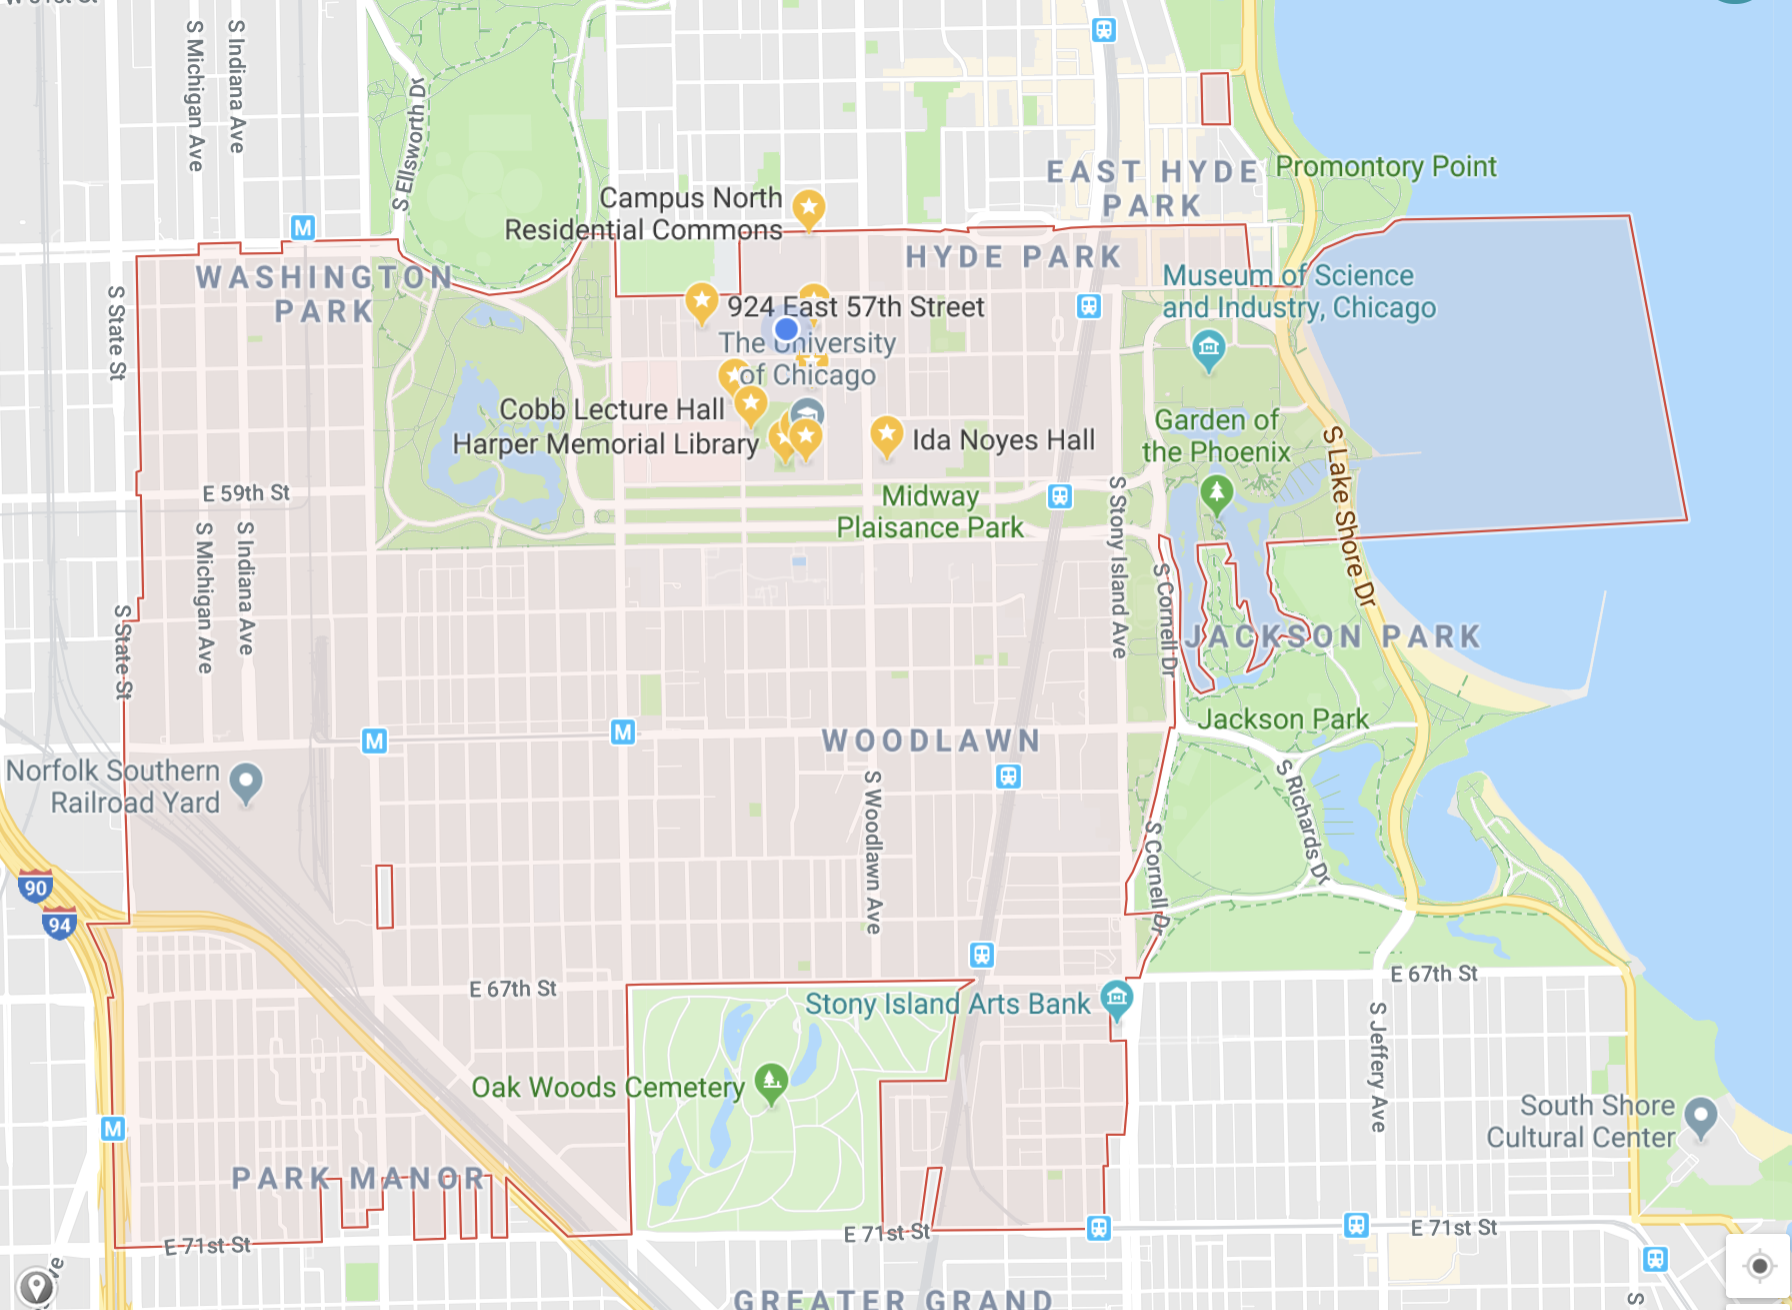 S Michigan Ave
S Indiana Ave
S Ellsworth Dr
EAST HYDE
PARK
Promontory Point
Campus North
Residential Commons
M
HYDE PARK
WASHINGTON
PARK
Museum of Science
and Industry, Chicago
S State St
924 East 57th Street
The University
of Chicago
Cobb Lecture Hall
Harper Memorial Library
Ida Noyes Hall
Garden of
the Phoenix
S Lake Shore Dr
E 59th St
Midway
Plaisance Park
S Stony Island Ave
S Michigan Ave
S Indiana Ave
S Cornell Dr
S State St
JACKSON PARK
Jackson Park
M
M
WOODLAWN
Norfolk Southern
Railroad Yard
S Woodlawn Ave
S Richards Dr
S Cornell Dr
90
94
E 67th St
E 67th St
Stony Island Arts Bank
S Jeffery Ave
Oak Woods Cemetery
South Shore
Cultural Center
M
PARK MANOR
E 71st St
E 71st St
E 71st St
GREATER GRAND